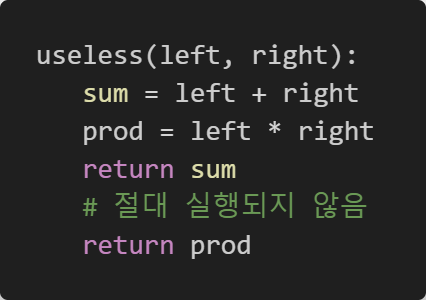 useless(left, right):
sum = left + right
prod = left * right
return sum
# 절대 실행되지 않음
return prod